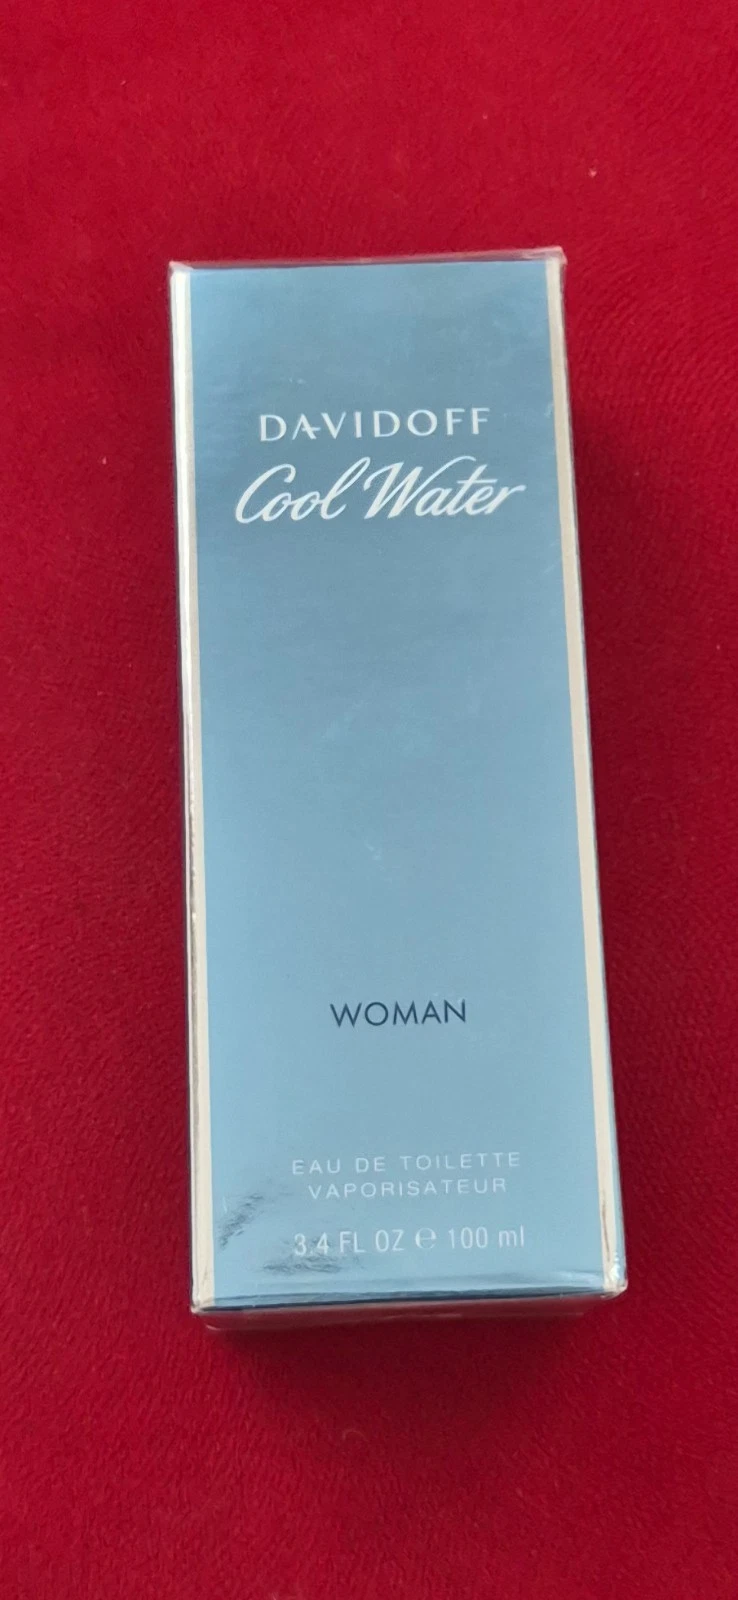 DAVIDOFF
Cool Water
WOMAN
EAU DE TOILETTE
VAPORISATEUR
3.4 FL OZ ℮ 100 ml